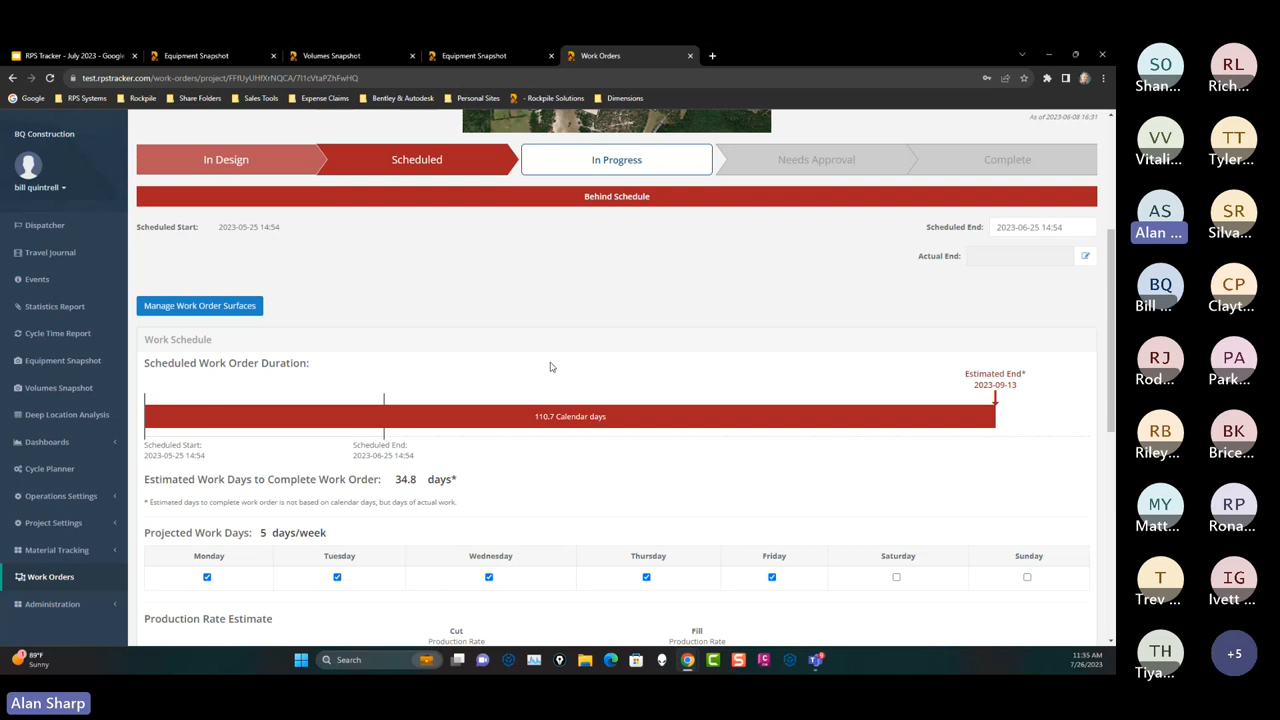 RPS Tracker - July 2023 - Google
Equipment Snapshot
Volumes Snapshot
Equipment Snapshot
Work Orders
test.rpstracker.com/work-orders/project/
Google
RPS Systems
Rockpile
Share Folders
Sales Tools
Expense Claims
Bentley & Autodesk
Personal Sites
- Rockpile Solutions
Dimensions
BQ Construction
bill quintrell
Dispatcher
Travel Journal
Events
Statistics Report
Cycle Time Report
Equipment Snapshot
Volumes Snapshot
Deep Location Analysis
Dashboards
Cycle Planner
Operations Settings
Project Settings
Material Tracking
Work Orders
Administration
As of 2023-06-08 16:31
In Design
Scheduled
In Progress
Needs Approval
Complete
Behind Schedule
Scheduled Start: 2023-05-25 14:54
Scheduled End: 2023-06-25 14:54
Actual End:
Manage Work Order Surfaces
Work Schedule
Scheduled Work Order Duration:
Estimated End*
2023-09-13
110.7 Calendar days
Scheduled Start:
2023-05-25 14:54
Scheduled End:
2023-06-25 14:54
Estimated Work Days to Complete Work Order: 34.8 days*
* Estimated days to complete work order is not based on calendar days, but days of actual work.
Projected Work Days: 5 days/week
Monday Tuesday Wednesday Thursday Friday Saturday Sunday
Production Rate Estimate
Cut
Production Rate
Fill
Production Rate
89°F
Sunny
Search
11:35 AM
7/26/2023
Alan Sharp
SO
Shan...
RL
Rich...
VV
Vitali...
TT
Tyler...
AS
Alan ...
SR
Silva...
BQ
Bill ...
CP
Clayt...
RJ
Rod...
PA
Park...
RB
Riley...
BK
Brice...
MY
Matt...
RP
Rona...
T
Trev ...
IG
Ivett ...
TH
Tiya...
+5